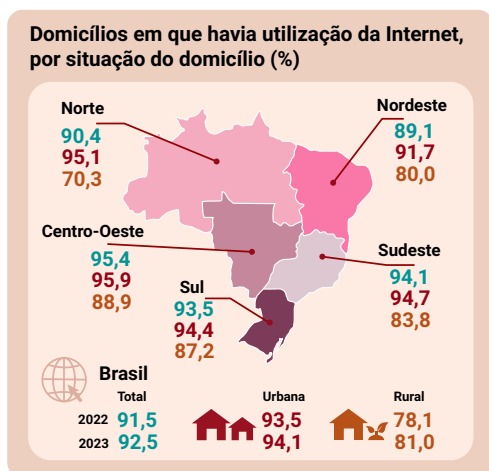 Domicílios em que havia utilização da Internet,
por situação do domicílio (%)
Norte
90,4
95,1
70,3
Nordeste
89,1
91,7
80,0
Centro-Oeste
95,4
95,9
88,9
Sudeste
94,1
94,7
83,8
Sul
93,5
94,4
87,2
Brasil
Total Urbana Rural
2022 91,5 93,5 78,1
2023 92,5 94,1 81,0